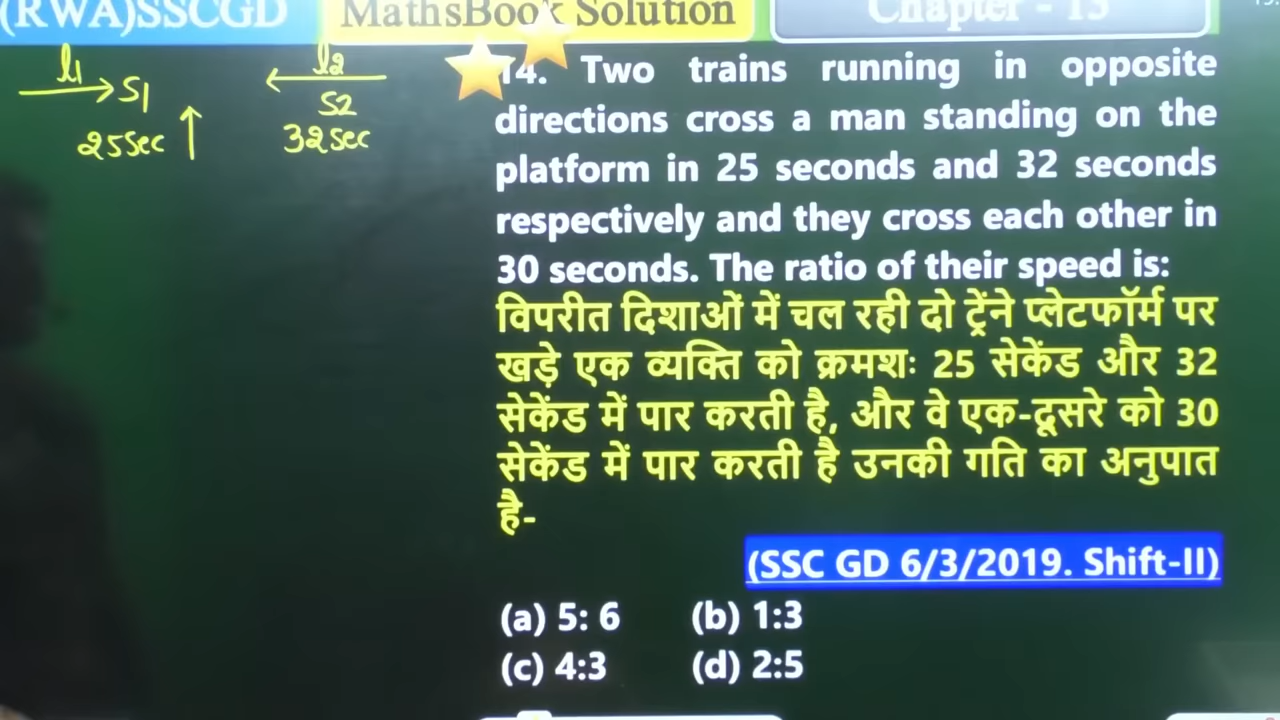 (RWA)SSCGD
MathsBook Solution
Chapter - 13
l1
S1
25sec
l2
S2
32sec
14. Two trains running in opposite
directions cross a man standing on the
platform in 25 seconds and 32 seconds
respectively and they cross each other in
30 seconds. The ratio of their speed is:
विपरीत दिशाओं में चल रही दो ट्रेंने प्लेटफॉर्म पर
खड़े एक व्यक्ति को क्रमशः 25 सेकेंड और 32
सेकेंड में पार करती है, और वे एक-दूसरे को 30
सेकेंड में पार करती है उनकी गति का अनुपात
है-
(SSC GD 6/3/2019. Shift-II)
(a) 5: 6 (b) 1:3
(c) 4:3 (d) 2:5